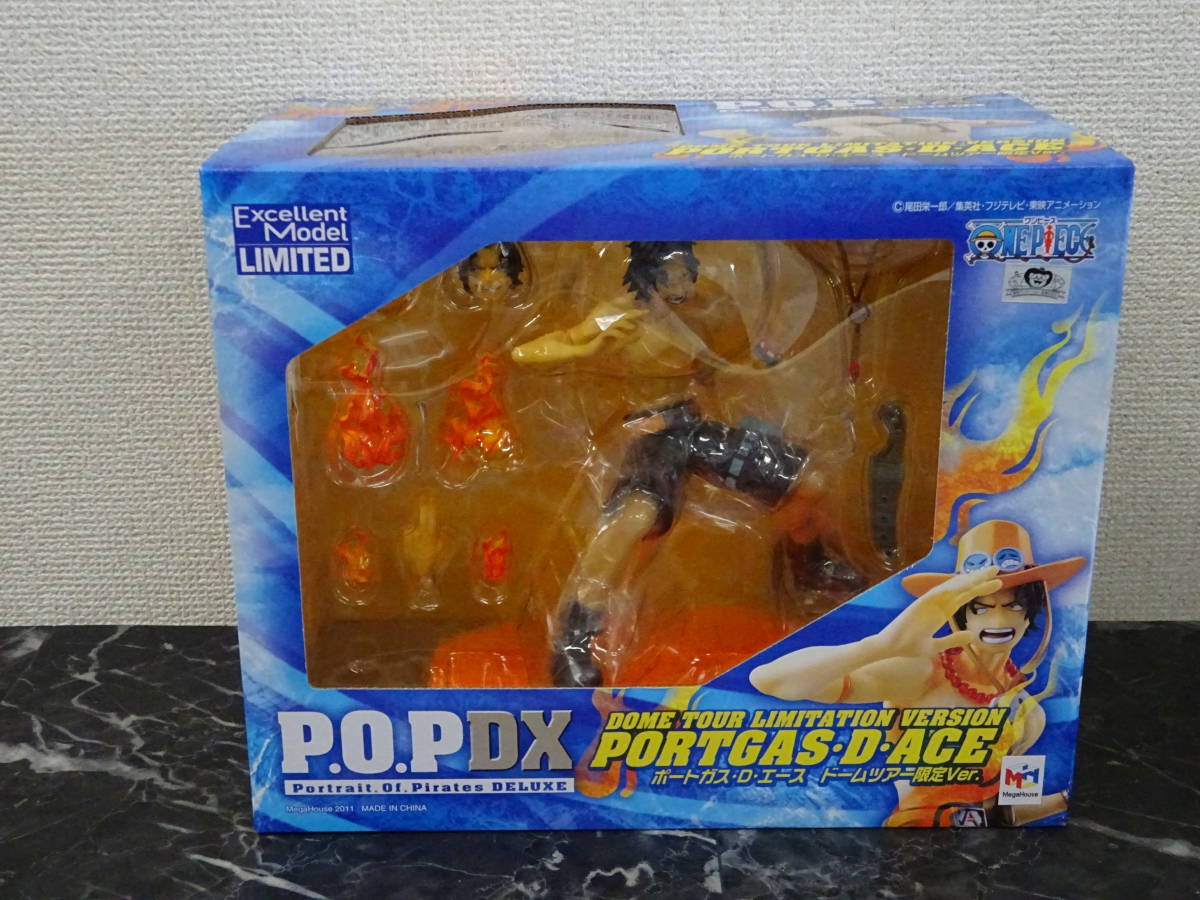 P.O.P
Excellent
Model
LIMITED
©尾田栄一郎/集英社・フジテレビ・東映アニメーション
ワンピース
ONE PIECE
P.O.P DX
Portrait.Of.Pirates DELUXE
MegaHouse 2011 MADE IN CHINA
DOME TOUR LIMITATION VERSION
PORTGAS・D・ACE
ポートガス・D・エース ドームツアー限定Ver.
MegaHouse